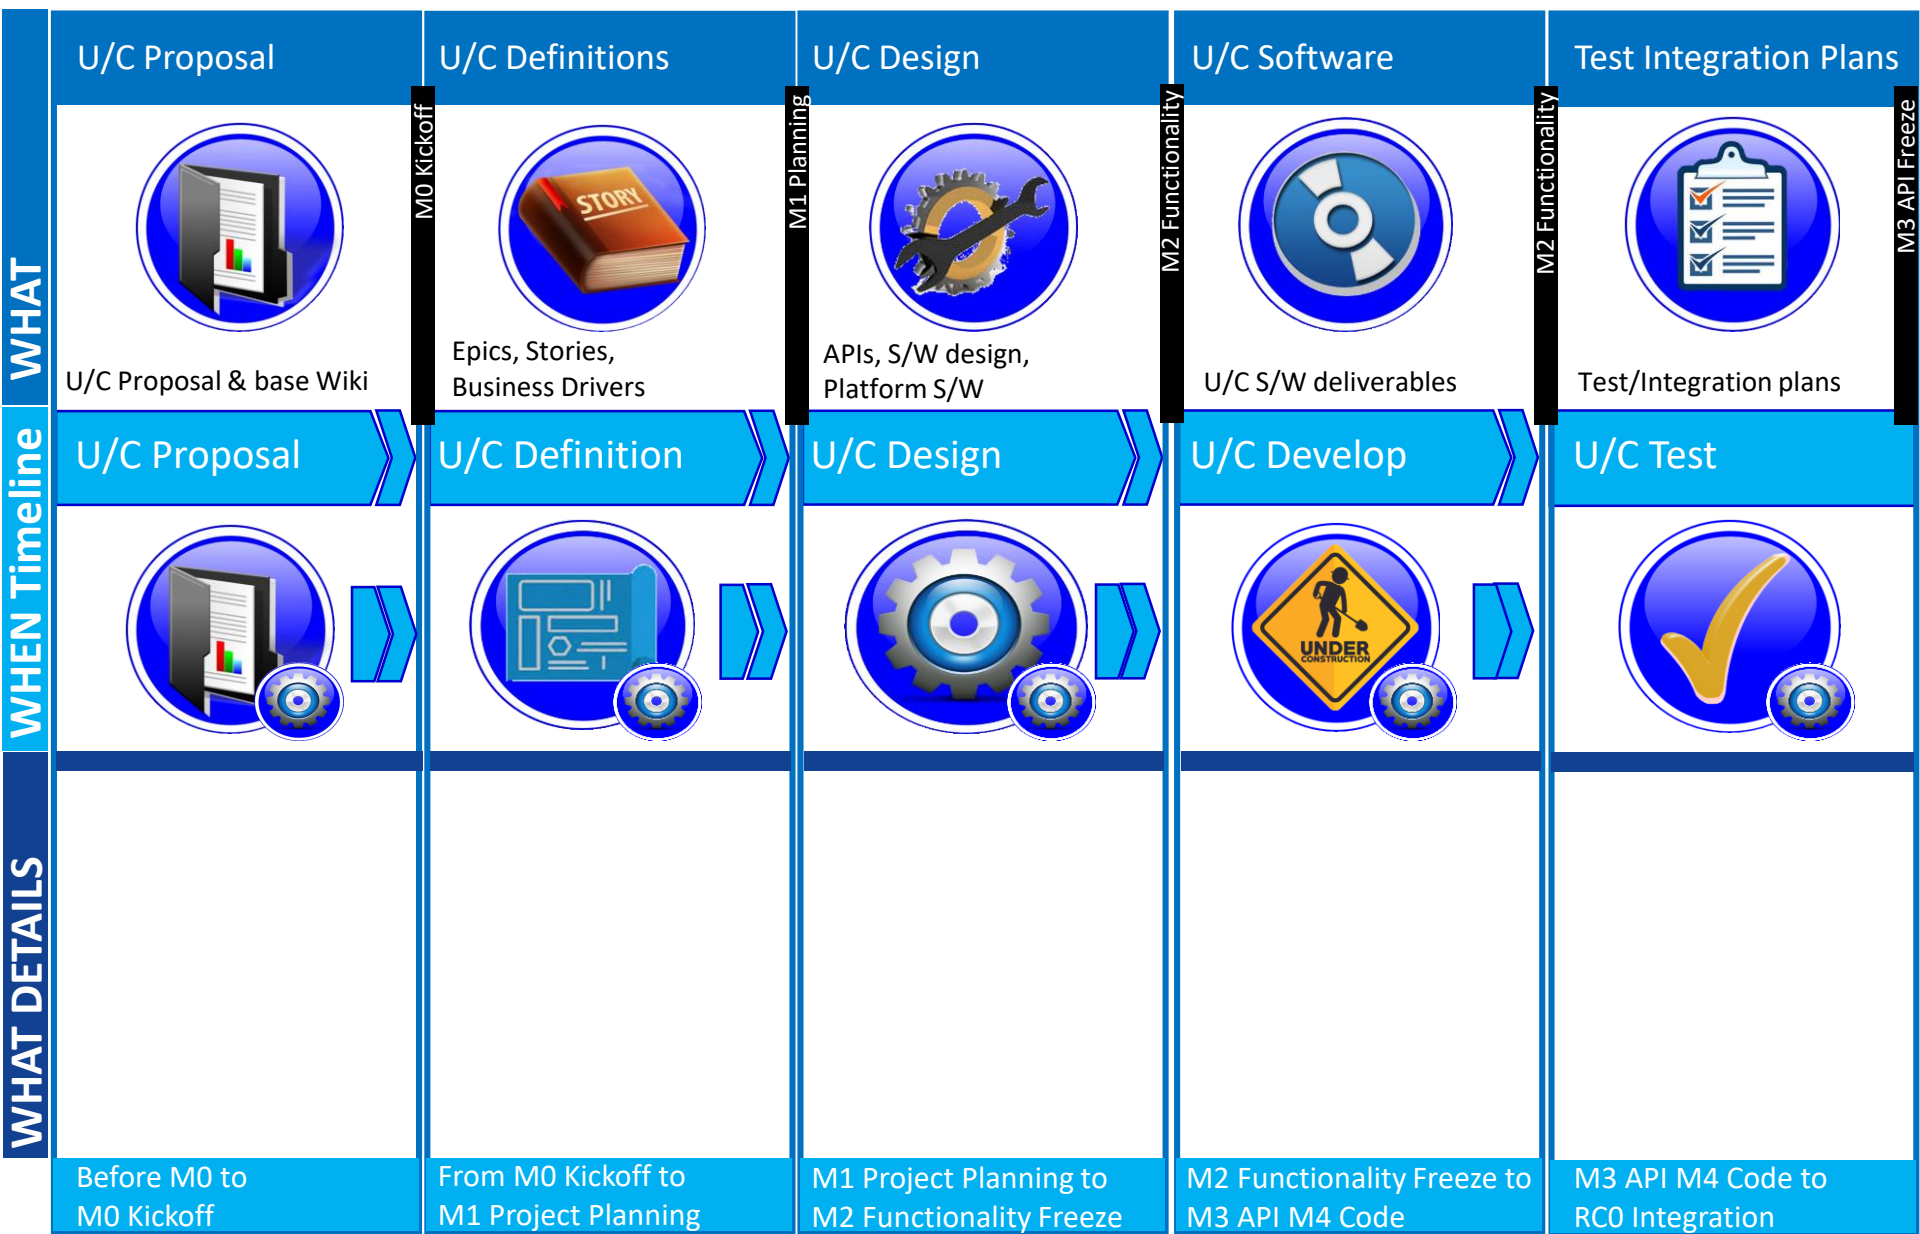 WHAT
U/C Proposal
U/C Definitions
U/C Design
U/C Software
Test Integration Plans
M0 Kickoff
M1 Planning
M2 Functionality
M2 Functionality
M3 API Freeze
STORY
U/C Proposal & base Wiki
Epics, Stories,
Business Drivers
APIs, S/W design,
Platform S/W
U/C S/W deliverables
Test/Integration plans
WHEN Timeline
U/C Proposal
U/C Definition
U/C Design
U/C Develop
U/C Test
UNDER
CONSTRUCTION
WHAT DETAILS
Before M0 to
M0 Kickoff
From M0 Kickoff to
M1 Project Planning
M1 Project Planning to
M2 Functionality Freeze
M2 Functionality Freeze to
M3 API M4 Code
M3 API M4 Code to
RC0 Integration